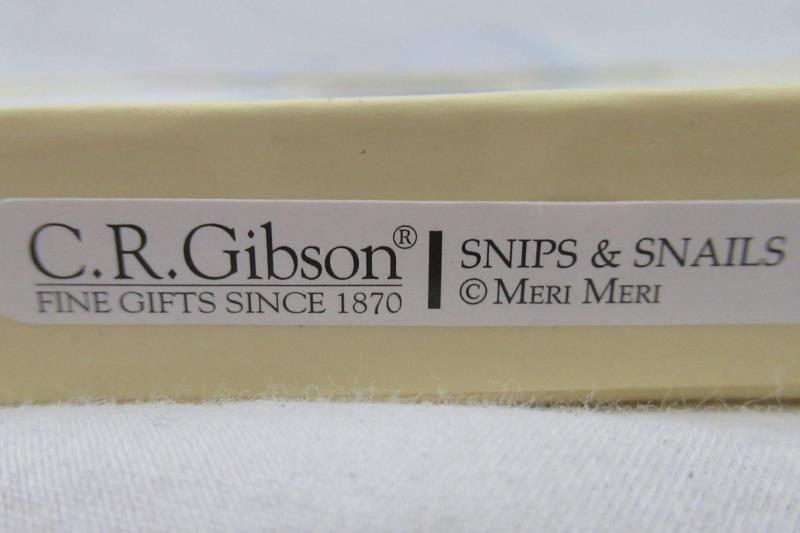 C.R.Gibson®
FINE GIFTS SINCE 1870
SNIPS & SNAILS
© MERI MERI